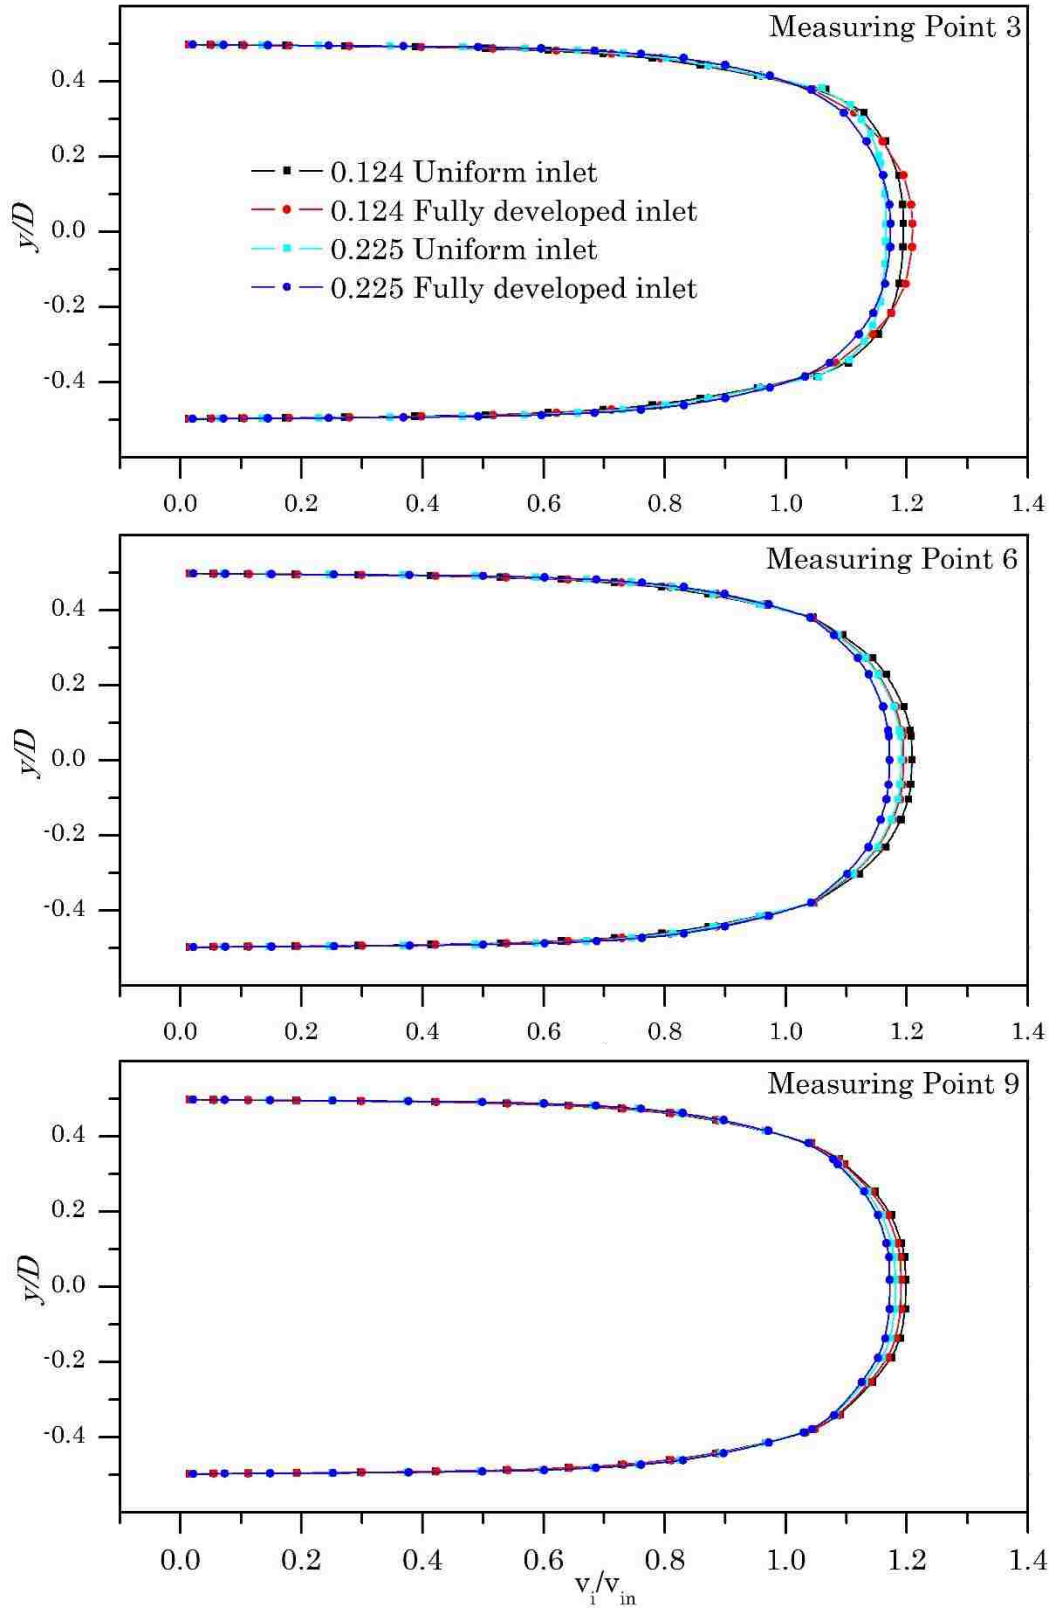 Measuring Point 3
0.4
0.2
0.0
-0.2
-0.4
y/D
0.124 Uniform inlet
0.124 Fully developed inlet
0.225 Uniform inlet
0.225 Fully developed inlet
0.0 0.2 0.4 0.6 0.8 1.0 1.2 1.4
Measuring Point 6
0.4
0.2
0.0
-0.2
-0.4
y/D
0.0 0.2 0.4 0.6 0.8 1.0 1.2 1.4
Measuring Point 9
0.4
0.2
0.0
-0.2
-0.4
y/D
0.0 0.2 0.4 0.6 0.8 1.0 1.2 1.4
v_i/v_in